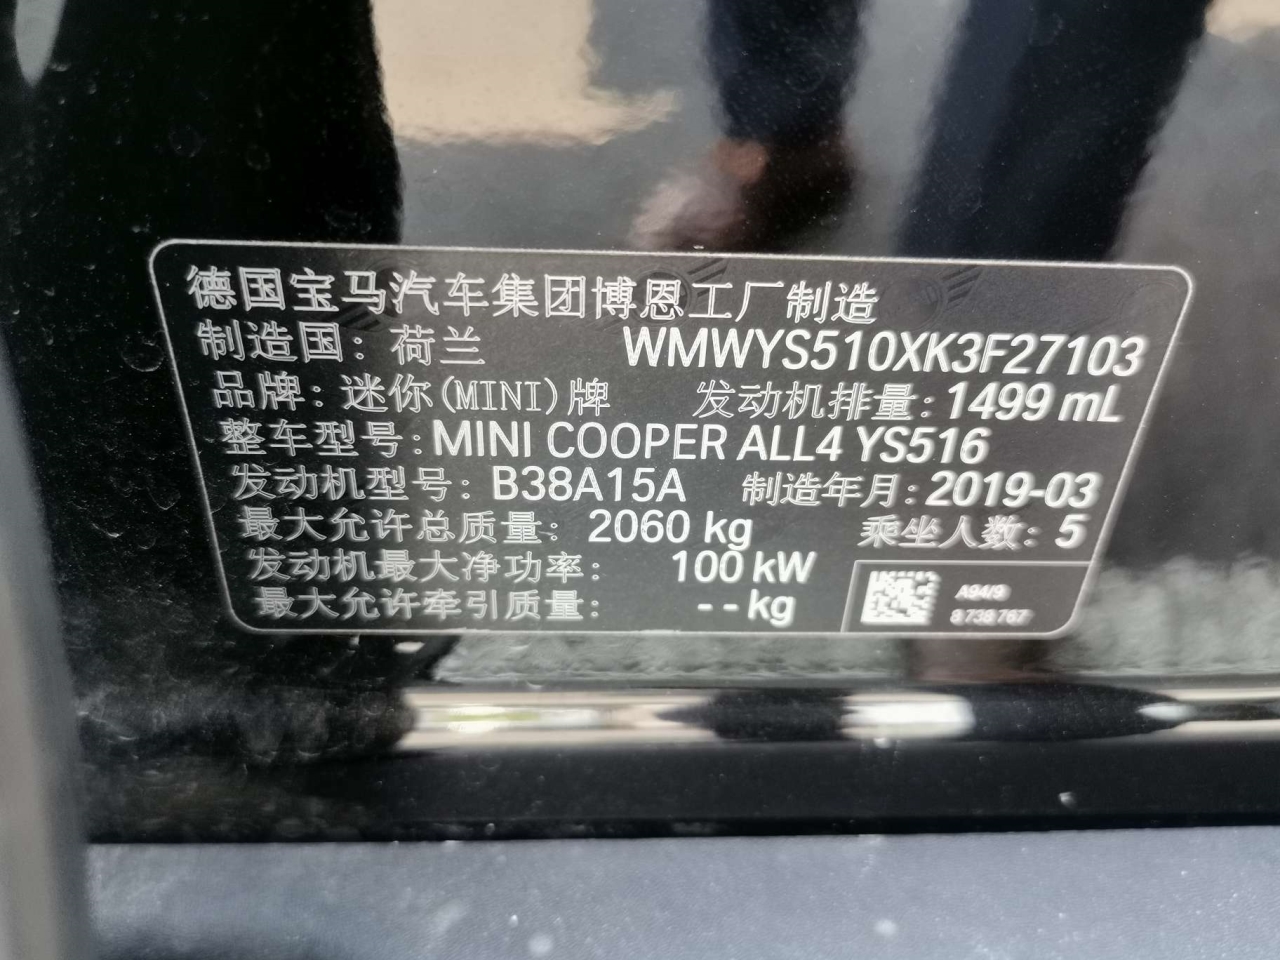 德国宝马汽车集团博恩工厂制造
制造国：荷兰 WMWYS510XK3F27103
品牌：迷你(MINI)牌 发动机排量：1499 mL
整车型号：MINI COOPER ALL4 YS516
发动机型号：B38A15A 制造年月：2019-03
最大允许总质量：2060 kg 乘坐人数：5
发动机最大净功率：100 kW
最大允许牵引质量：--kg
A94/9
8 738 767